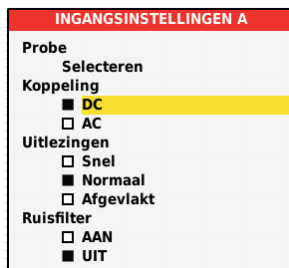 INGANGSINSTELLINGEN A
Probe
Selecteren
Koppeling
DC
AC
Uitlezingen
Snel
Normaal
Afgevlakt
Ruisfilter
AAN
UIT